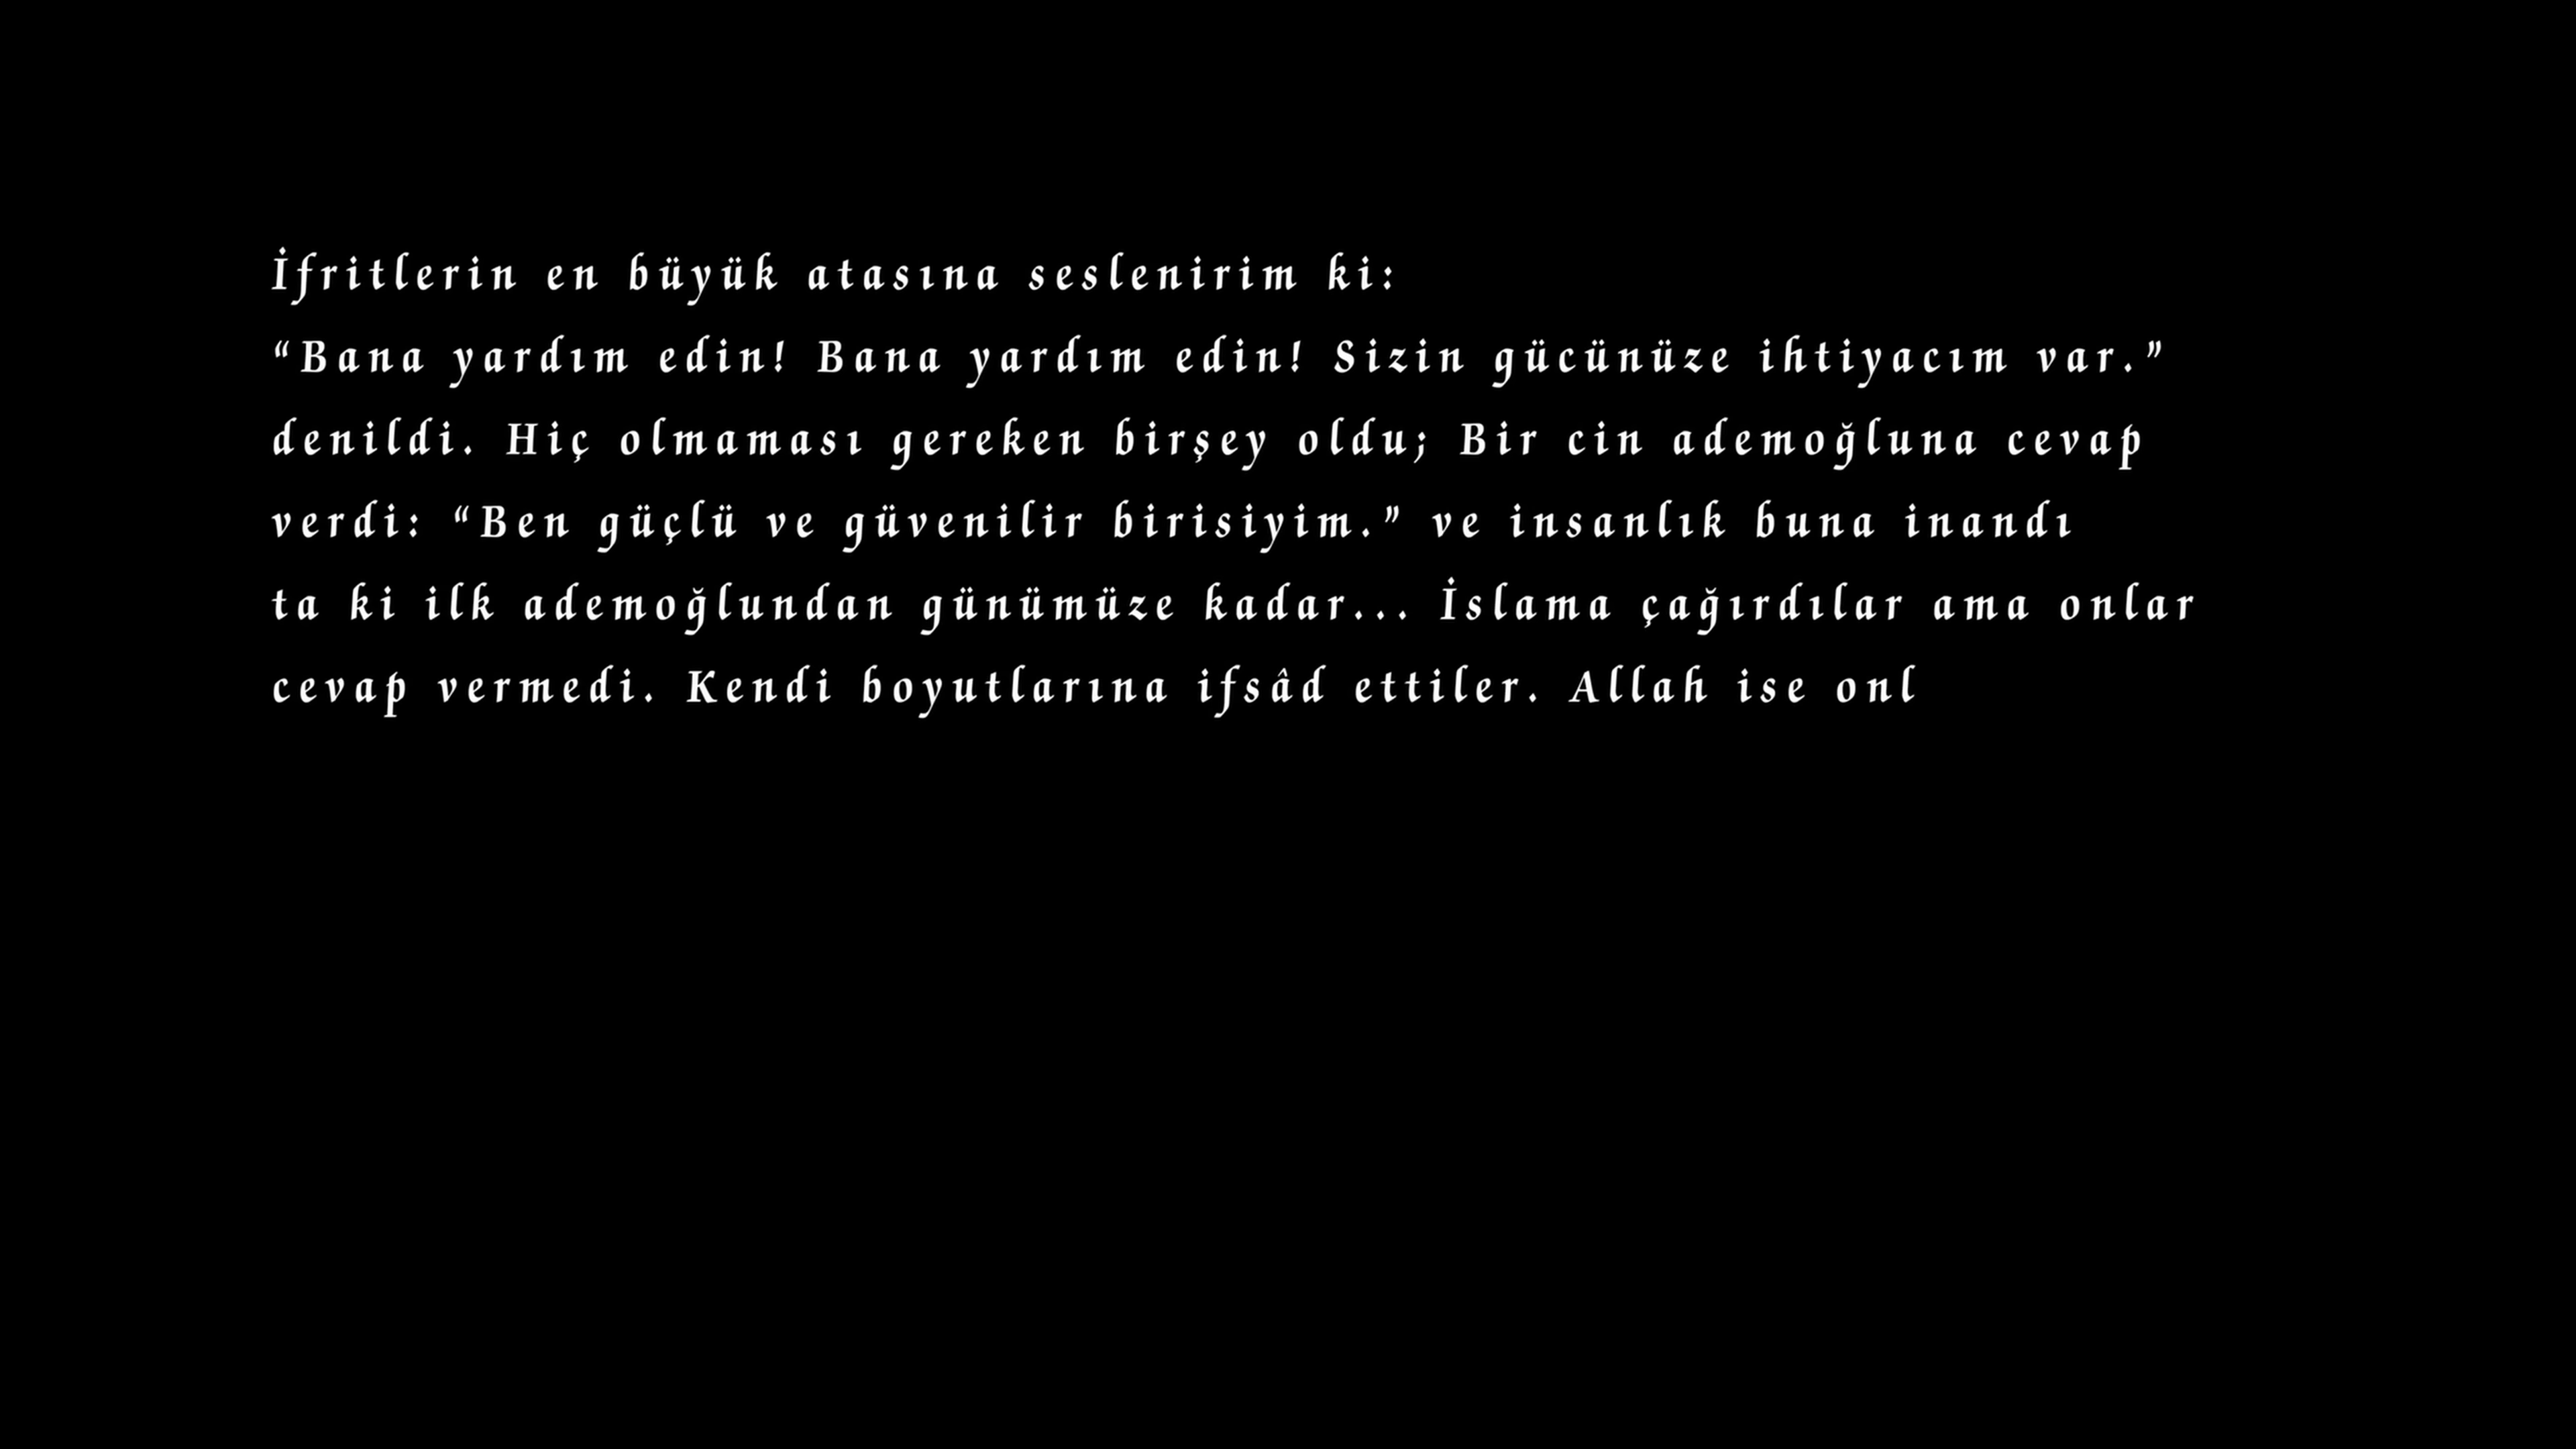 İfritlerin en büyük atasına seslenirim ki:
“Bana yardım edin! Bana yardım edin! Sizin gücünüze ihtiyacım var.”
denildi. Hiç olmaması gereken birşey oldu; Bir cin ademoğluna cevap
verdi: “Ben güçlü ve güvenilir birisiyim.” ve insanlık buna inandı
ta ki ilk ademoğlundan günümüze kadar... İslama çağırdılar ama onlar
cevap vermedi. Kendi boyutlarına ifsâd ettiler. Allah ise onl